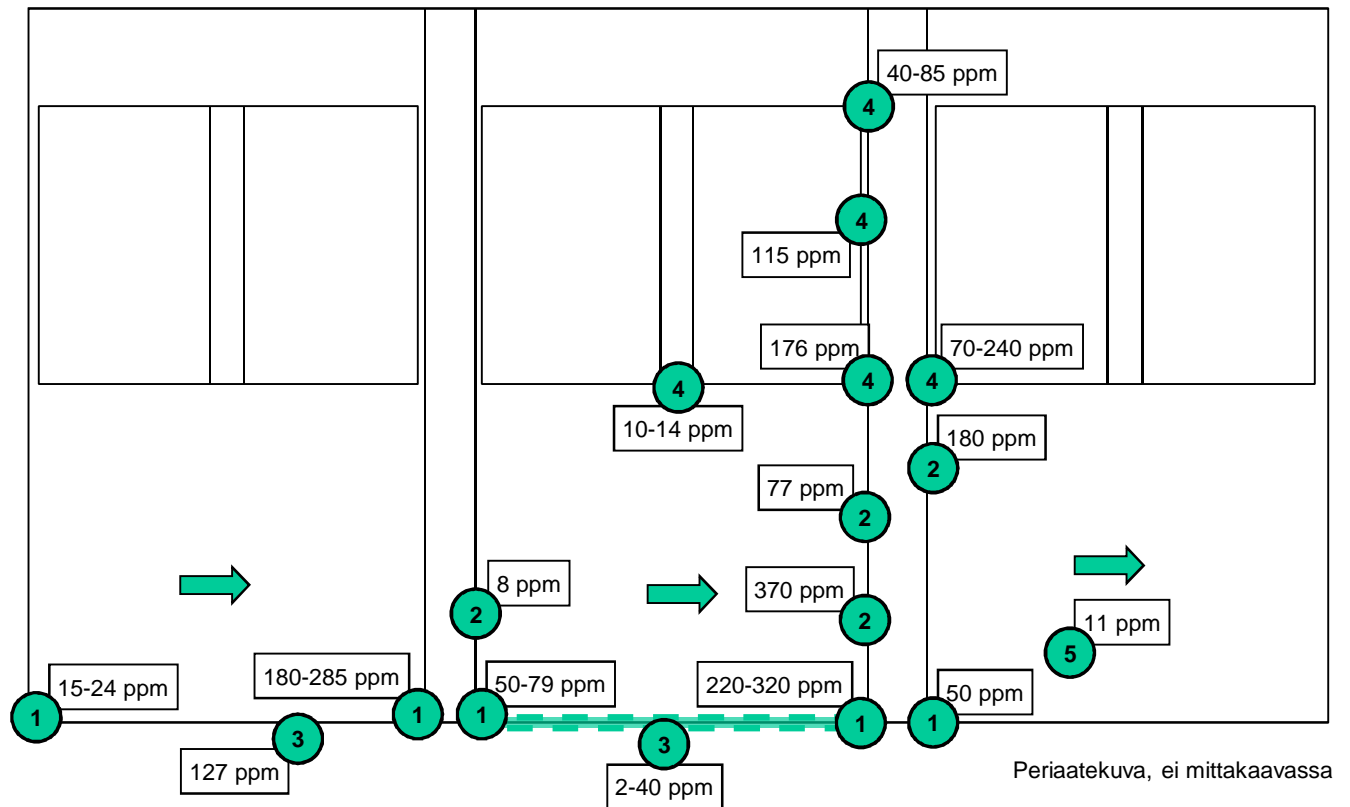 40-85 ppm
4
4
115 ppm
176 ppm
70-240 ppm
4
4
4
10-14 ppm
180 ppm
2
77 ppm
2
8 ppm
370 ppm
2
2
11 ppm
5
15-24 ppm
180-285 ppm
50-79 ppm
220-320 ppm
50 ppm
1
1
1
1
1
3
3
127 ppm
2-40 ppm
Periaatekuva, ei mittakaavassa